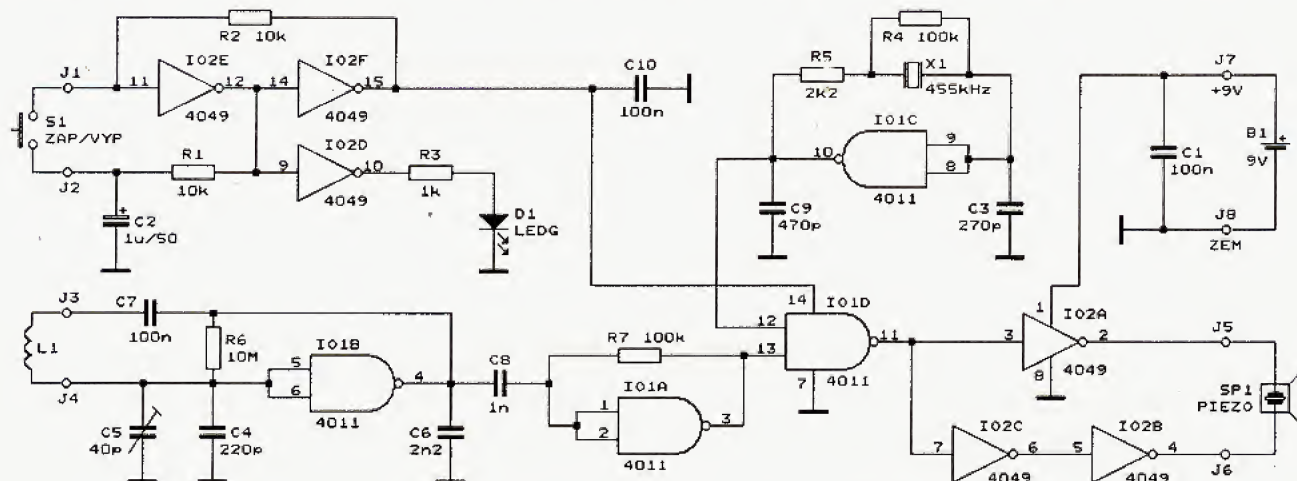 R2 10k
IO2E
IO2F
11
12
14
15
4049
4049
J1
S1
ZAP/VYP
J2
R1
10k
C2
1u/50
+
9
IO2D
10
4049
R3
1k
D1
LEDG
C10
100n
R4 100k
R5
2k2
X1
455kHz
IO1C
10
9
8
4011
C9
470p
C3
270p
J7
+9V
C1
100n
B1
+
9V
J8
ZEM
J3
C7
100n
L1
J4
R6
10M
IO1B
5
6
4
4011
C5
40p
C4
220p
C6
2n2
C8
1n
R7 100k
IO1A
1
2
3
4011
14
IO1D
12
13
11
7
4011
1
IO2A
3
2
8
4049
J5
SP1
PIEZO
IO2C
7
6
4049
IO2B
5
4
4049
J6